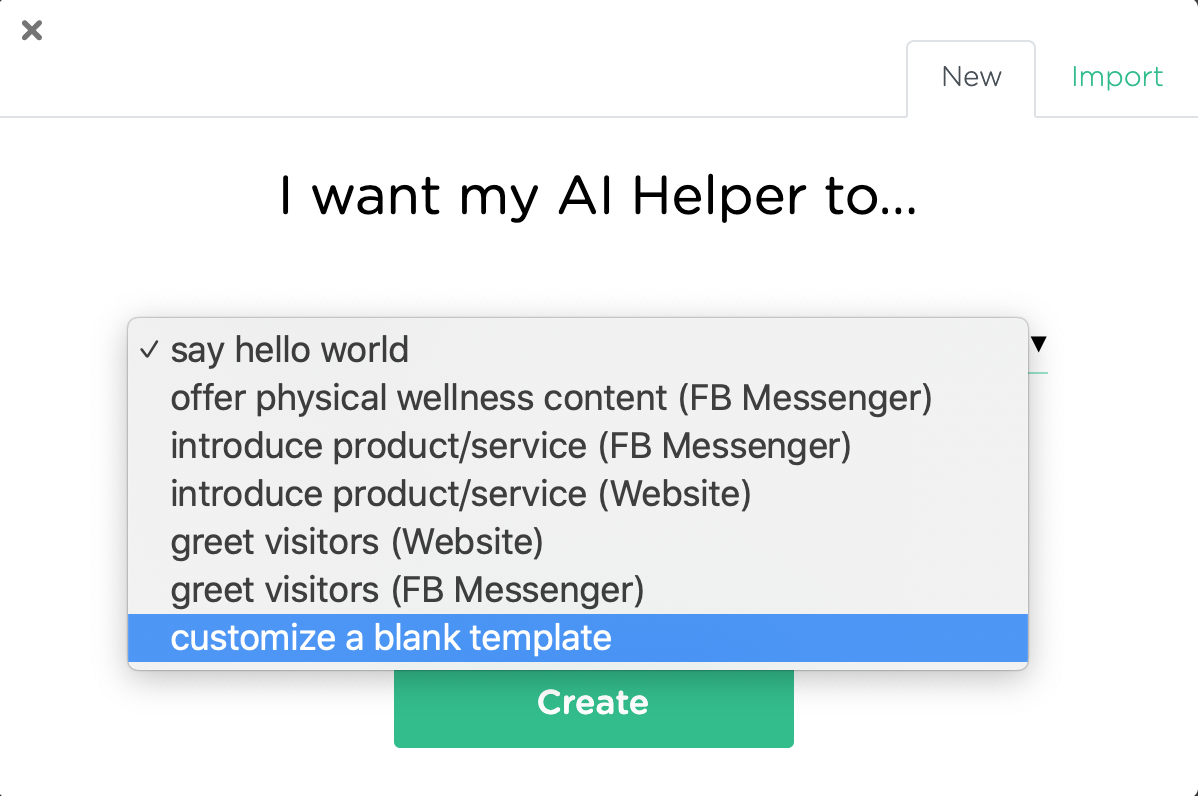 New
Import
I want my AI Helper to...
say hello world
offer physical wellness content (FB Messenger)
introduce product/service (FB Messenger)
introduce product/service (Website)
greet visitors (Website)
greet visitors (FB Messenger)
customize a blank template
Create